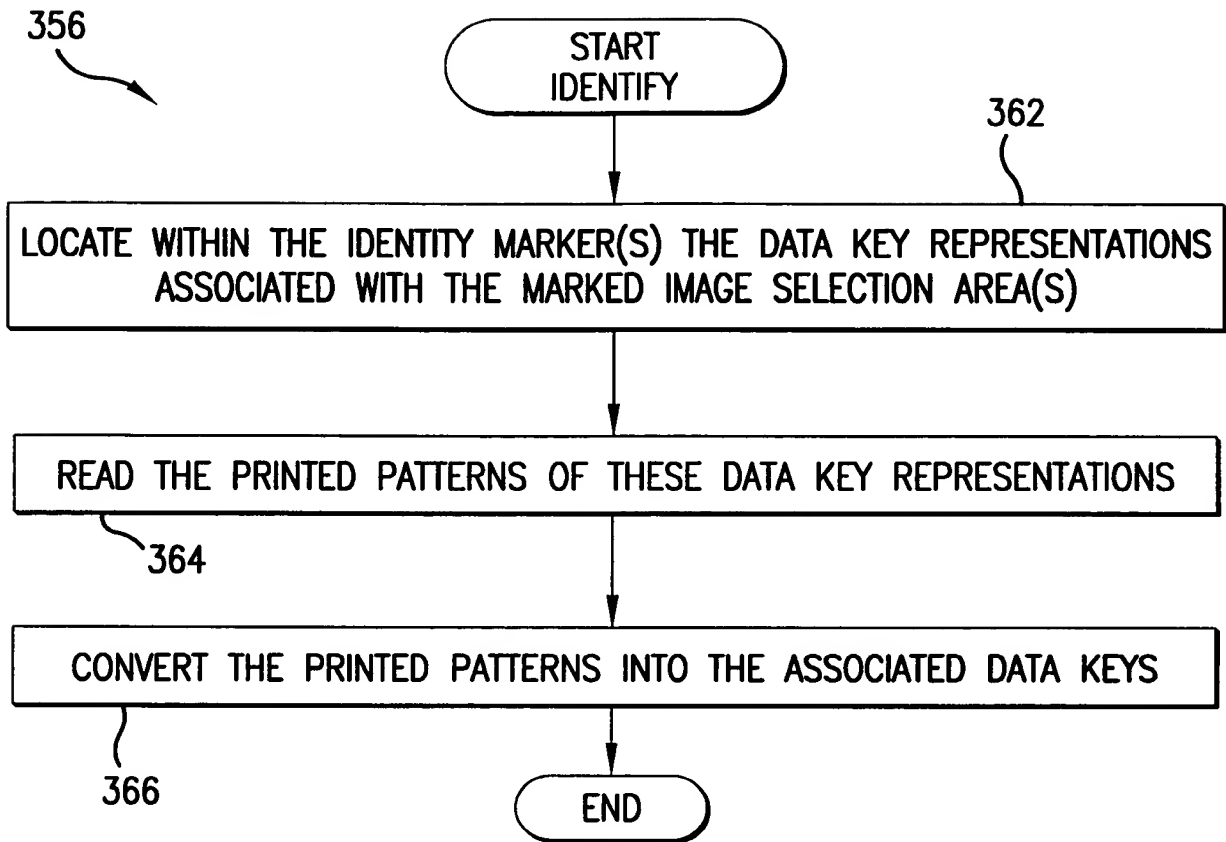 356
START
IDENTIFY
362
LOCATE WITHIN THE IDENTITY MARKER(S) THE DATA KEY REPRESENTATIONS
ASSOCIATED WITH THE MARKED IMAGE SELECTION AREA(S)
READ THE PRINTED PATTERNS OF THESE DATA KEY REPRESENTATIONS
364
CONVERT THE PRINTED PATTERNS INTO THE ASSOCIATED DATA KEYS
366
END